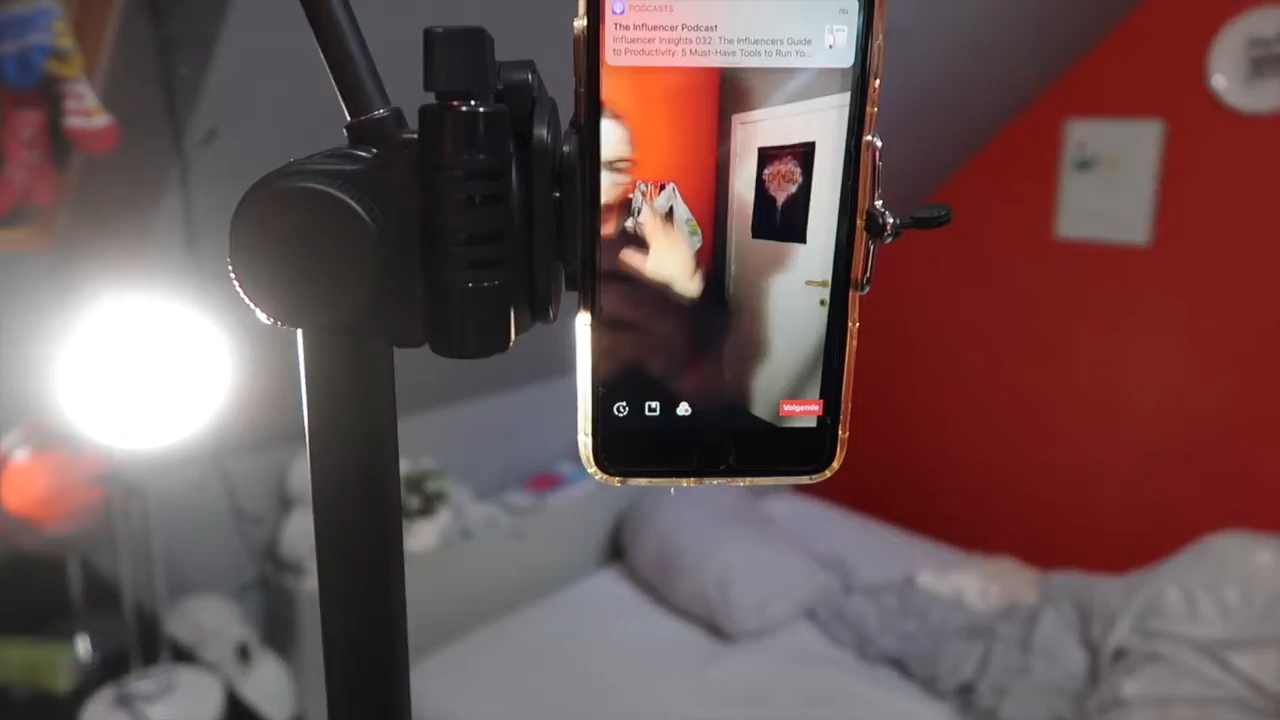 PODCASTS
nu
The Influencer Podcast
Influencer Insights 032: The Influencers Guide
to Productivity: 5 Must-Have Tools to Run Yo...
Volgende